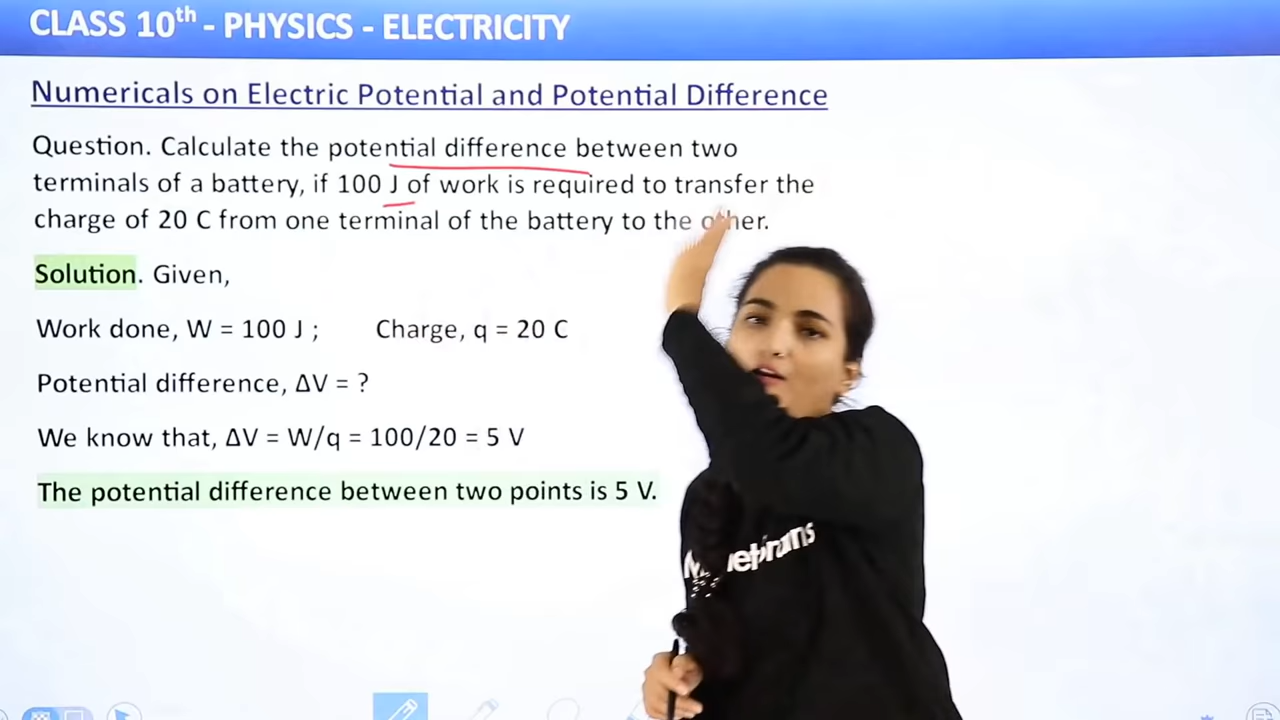 CLASS 10th - PHYSICS - ELECTRICITY
Numericals on Electric Potential and Potential Difference
Question. Calculate the potential difference between two
terminals of a battery, if 100 J of work is required to transfer the
charge of 20 C from one terminal of the battery to the other.
Solution. Given,
Work done, W = 100 J ; Charge, q = 20 C
Potential difference, ΔV = ?
We know that, ΔV = W/q = 100/20 = 5 V
The potential difference between two points is 5 V.